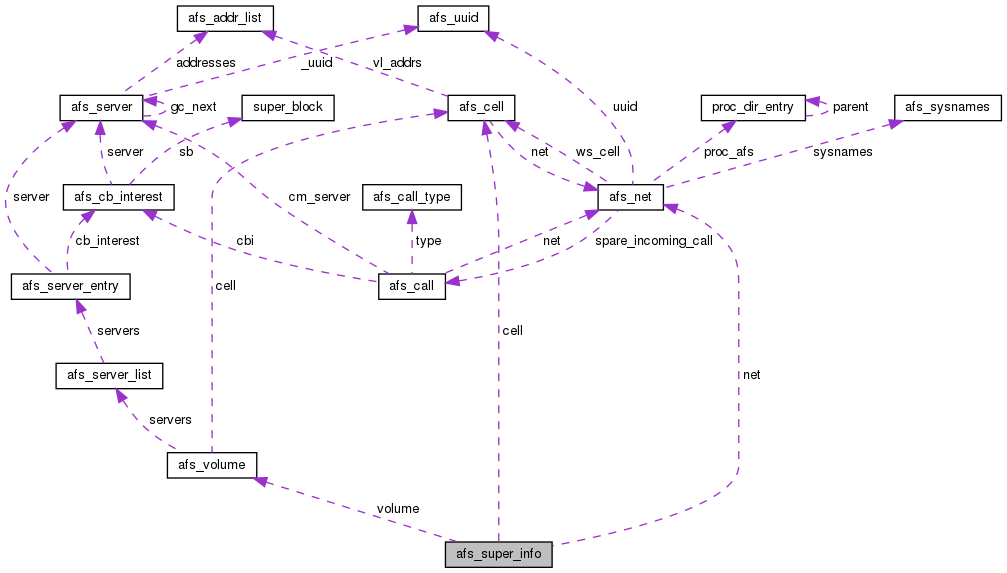 afs_addr_list
afs_uuid
addresses
_uuid
vl_addrs
afs_server
gc_next
super_block
afs_cell
uuid
proc_dir_entry
parent
afs_sysnames
server
sb
net
ws_cell
proc_afs
sysnames
server
afs_cb_interest
cm_server
afs_call_type
afs_net
cb_interest
cbi
type
net
spare_incoming_call
afs_server_entry
cell
afs_call
servers
cell
afs_server_list
net
servers
afs_volume
volume
afs_super_info